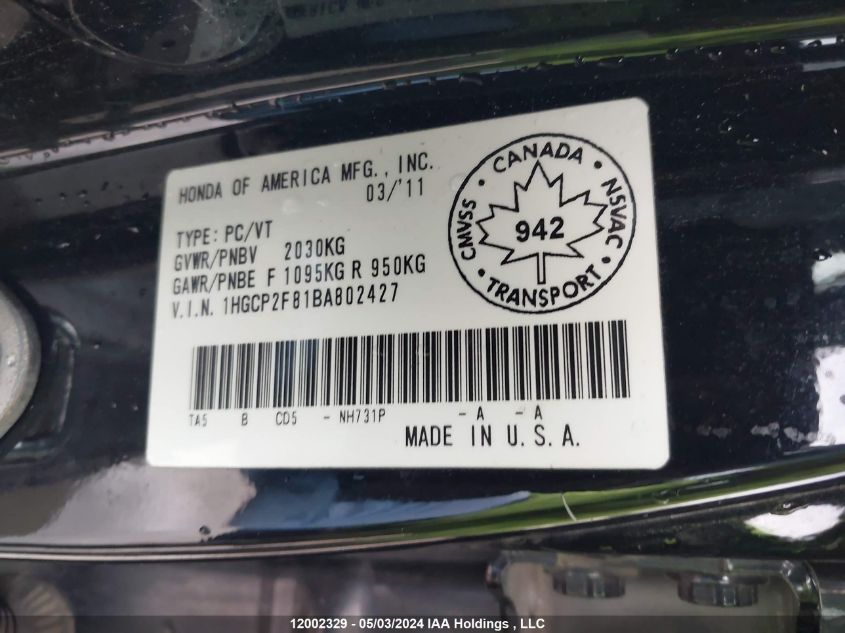 HONDA OF AMERICA MFG., INC.
03/'11
TYPE: PC/VT
GVWR/PNBV 2030KG
GAWR/PNBE F 1095KG R 950KG
V.I.N. 1HGCP2F81BA802427
CANADA
CMVSS
942
NSVAC
TRANSPORT
TA5 B CD5 - NH731P - A - A
MADE IN U.S.A.
12002329 - 05/03/2024 IAA Holdings , LLC